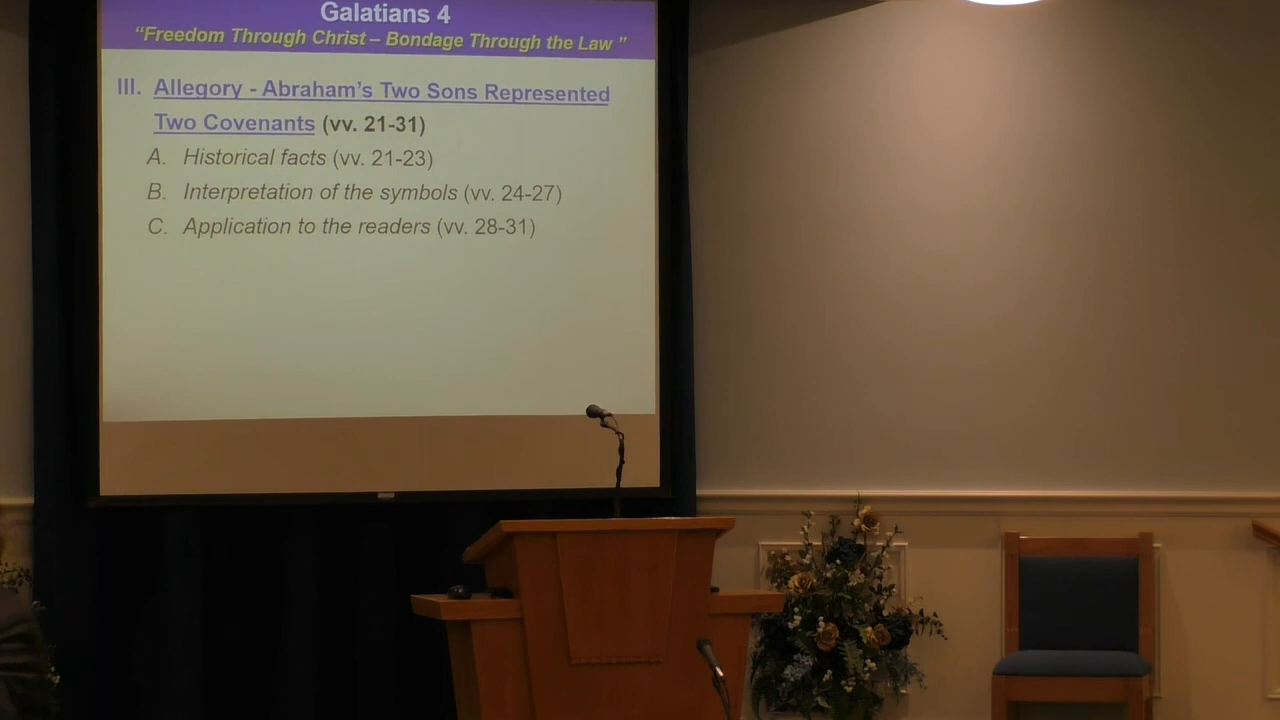 Galatians 4
“Freedom Through Christ – Bondage Through the Law ”
III. Allegory - Abraham’s Two Sons Represented
Two Covenants (vv. 21-31)
A. Historical facts (vv. 21-23)
B. Interpretation of the symbols (vv. 24-27)
C. Application to the readers (vv. 28-31)